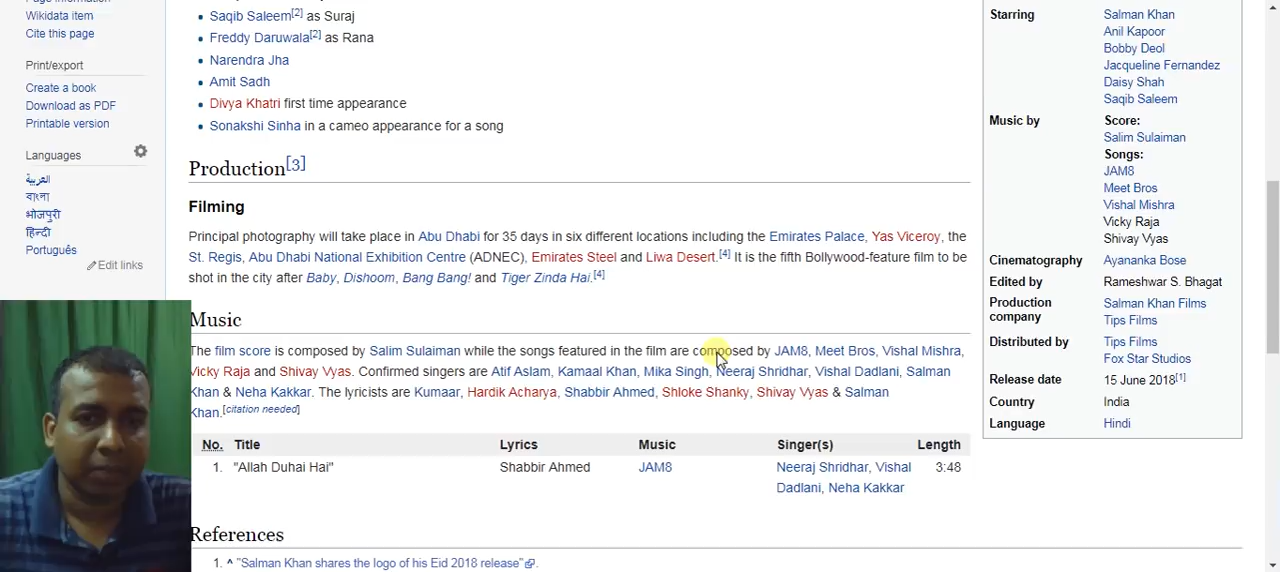 Page information
Wikidata item
Cite this page
Print/export
Create a book
Download as PDF
Printable version
Languages
العربية
বাংলা
भोजपुरी
हिन्दी
Português
Edit links
Saqib Saleem[2] as Suraj
Freddy Daruwala[2] as Rana
Narendra Jha
Amit Sadh
Divya Khatri first time appearance
Sonakshi Sinha in a cameo appearance for a song
Production[3]
Filming
Principal photography will take place in Abu Dhabi for 35 days in six different locations including the Emirates Palace, Yas Viceroy, the
St. Regis, Abu Dhabi National Exhibition Centre (ADNEC), Emirates Steel and Liwa Desert.[4] It is the fifth Bollywood-feature film to be
shot in the city after Baby, Dishoom, Bang Bang! and Tiger Zinda Hai.[4]
Music
The film score is composed by Salim Sulaiman while the songs featured in the film are composed by JAM8, Meet Bros, Vishal Mishra,
Vicky Raja and Shivay Vyas. Confirmed singers are Atif Aslam, Kamaal Khan, Mika Singh, Neeraj Shridhar, Vishal Dadlani, Salman
Khan & Neha Kakkar. The lyricists are Kumaar, Hardik Acharya, Shabbir Ahmed, Shloke Shanky, Shivay Vyas & Salman
Khan.[citation needed]
No. Title Lyrics Music Singer(s) Length
1. "Allah Duhai Hai" Shabbir Ahmed JAM8 Neeraj Shridhar, Vishal 3:48
Dadlani, Neha Kakkar
References
1. ^ "Salman Khan shares the logo of his Eid 2018 release".
Starring Salman Khan
Anil Kapoor
Bobby Deol
Jacqueline Fernandez
Daisy Shah
Saqib Saleem
Music by Score:
Salim Sulaiman
Songs:
JAM8
Meet Bros
Vishal Mishra
Vicky Raja
Shivay Vyas
Cinematography Ayananka Bose
Edited by Rameshwar S. Bhagat
Production Salman Khan Films
company Tips Films
Distributed by Tips Films
Fox Star Studios
Release date 15 June 2018[1]
Country India
Language Hindi